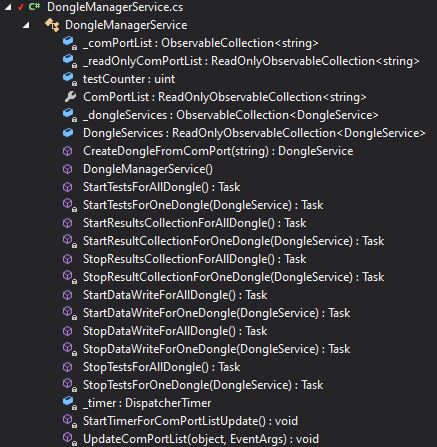 C# DongleManagerService.cs
DongleManagerService
_comPortList : ObservableCollection<string>
_readOnlyComPortList : ReadOnlyObservableCollection<string>
testCounter : uint
ComPortList : ReadOnlyObservableCollection<string>
_dongleServices : ObservableCollection<DongleService>
DongleServices : ReadOnlyObservableCollection<DongleService>
CreateDongleFromComPort(string) : DongleService
DongleManagerService()
StartTestsForAllDongle() : Task
StartTestsForOneDongle(DongleService) : Task
StartResultsCollectionForAllDongle() : Task
StartResultCollectionForOneDongle(DongleService) : Task
StopResultsCollectionForAllDongle() : Task
StopResultCollectionForOneDongle(DongleService) : Task
StartDataWriteForAllDongle() : Task
StartDataWriteForOneDongle(DongleService) : Task
StopDataWriteForAllDongle() : Task
StopDataWriteForOneDongle(DongleService) : Task
StopTestsForAllDongle() : Task
StopTestsForOneDongle(DongleService) : Task
_timer : DispatcherTimer
StartTimerForComPortListUpdate() : void
UpdateComPortList(object, EventArgs) : void